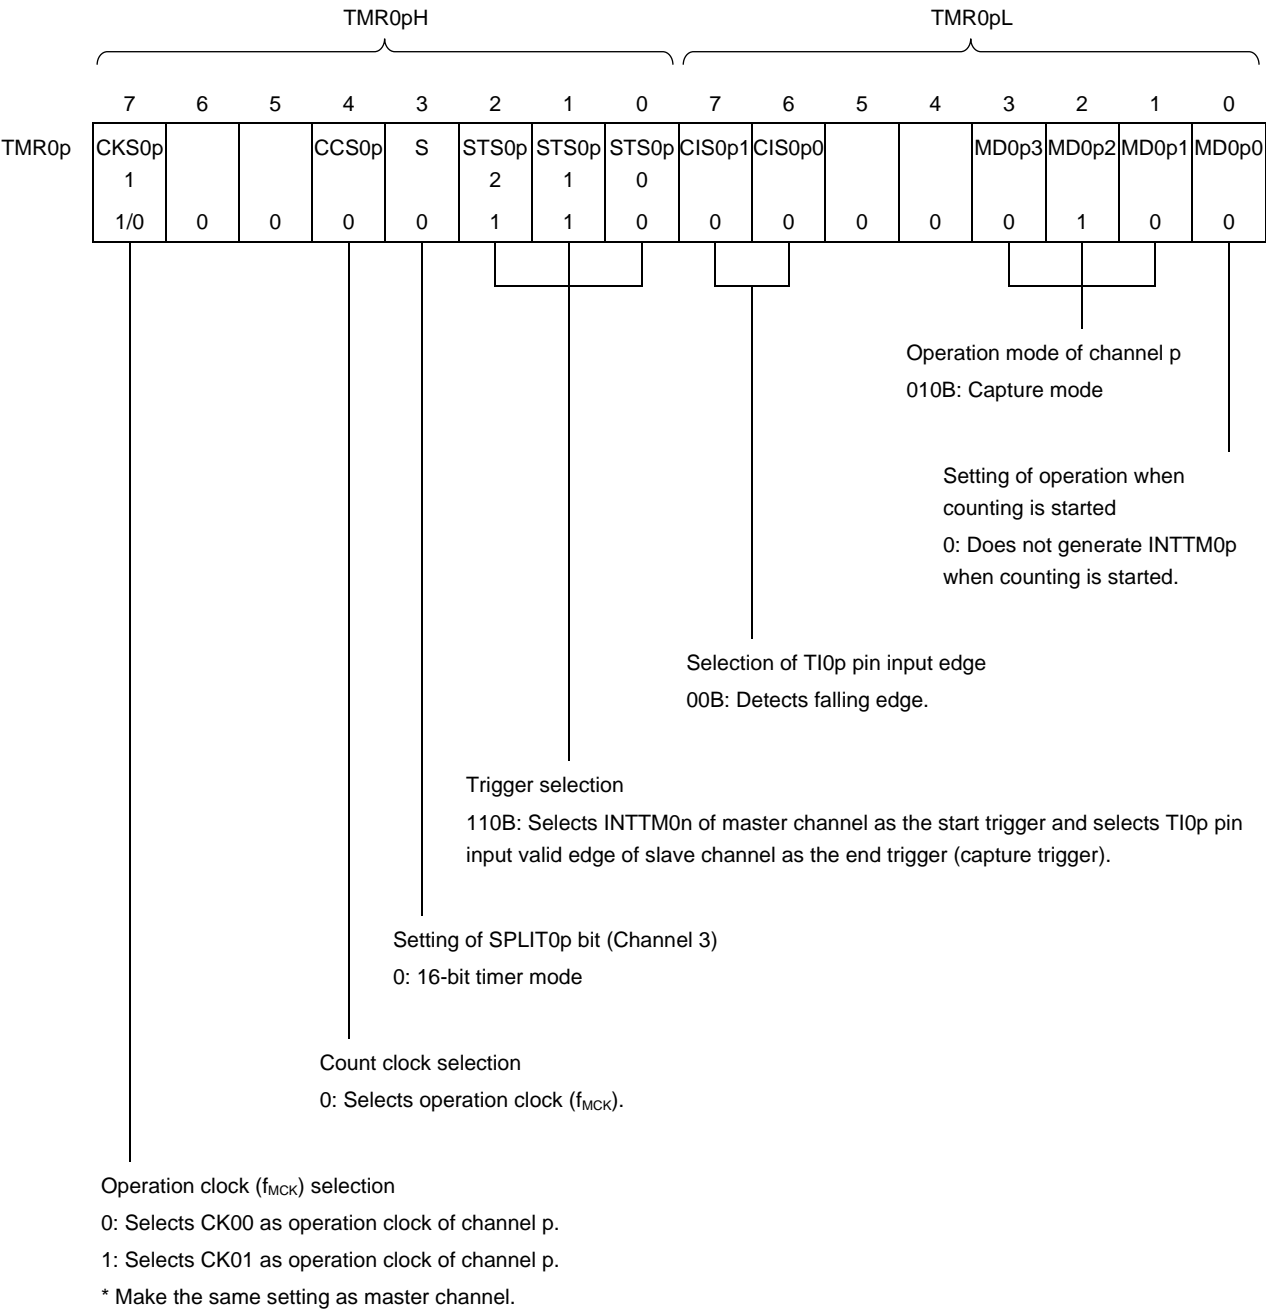 TMR0pH TMR0pL
7 6 5 4 3 2 1 0 7 6 5 4 3 2 1 0
TMR0p CKS0p CCS0p S STS0p STS0p STS0p CIS0p1 CIS0p0 MD0p3 MD0p2 MD0p1 MD0p0
1 2 1 0
1/0 0 0 0 0 1 1 0 0 0 0 0 0 1 0 0
Operation mode of channel p
010B: Capture mode
Setting of operation when
counting is started
0: Does not generate INTTM0p
when counting is started.
Selection of TI0p pin input edge
00B: Detects falling edge.
Trigger selection
110B: Selects INTTM0n of master channel as the start trigger and selects TI0p pin
input valid edge of slave channel as the end trigger (capture trigger).
Setting of SPLIT0p bit (Channel 3)
0: 16-bit timer mode
Count clock selection
0: Selects operation clock (fMCK).
Operation clock (fMCK) selection
0: Selects CK00 as operation clock of channel p.
1: Selects CK01 as operation clock of channel p.
* Make the same setting as master channel.